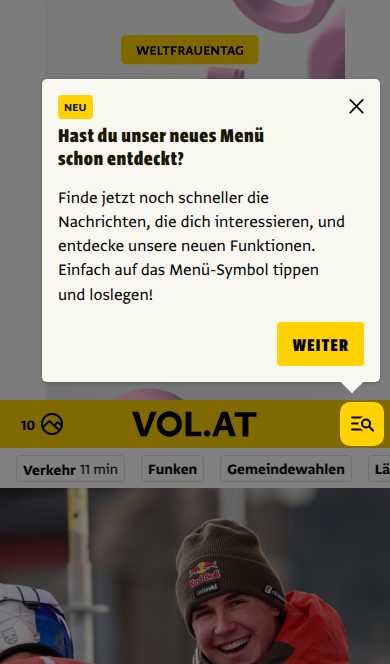 WELTFRAUENTAG
NEU
Hast du unser neues Menü
schon entdeckt?
Finde jetzt noch schneller die
Nachrichten, die dich interessieren, und
entdecke unsere neuen Funktionen.
Einfach auf das Menü-Symbol tippen
und loslegen!
WEITER
10 VOL.AT
Verkehr 11 min Funken Gemeindewahlen Lä
Red Bull